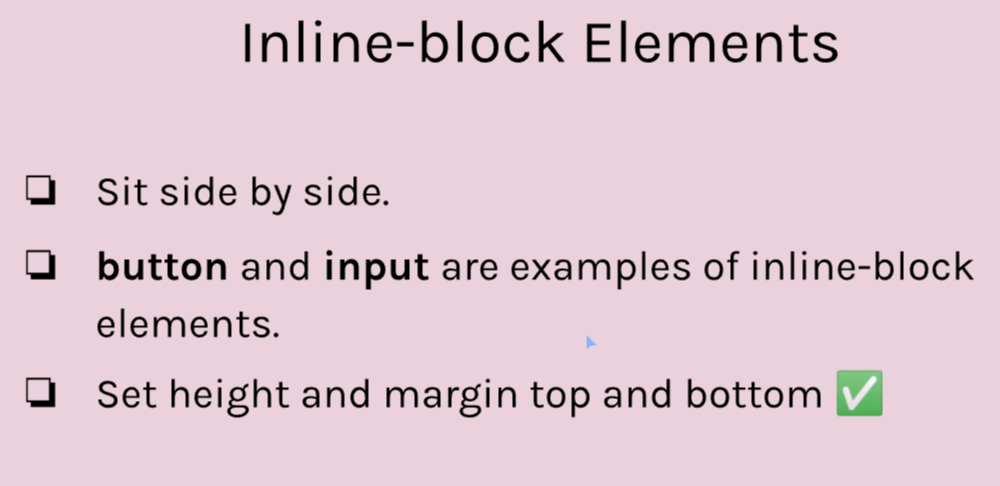 Inline-block Elements
❏ Sit side by side.
❏ button and input are examples of inline-block
elements.
❏ Set height and margin top and bottom ✅